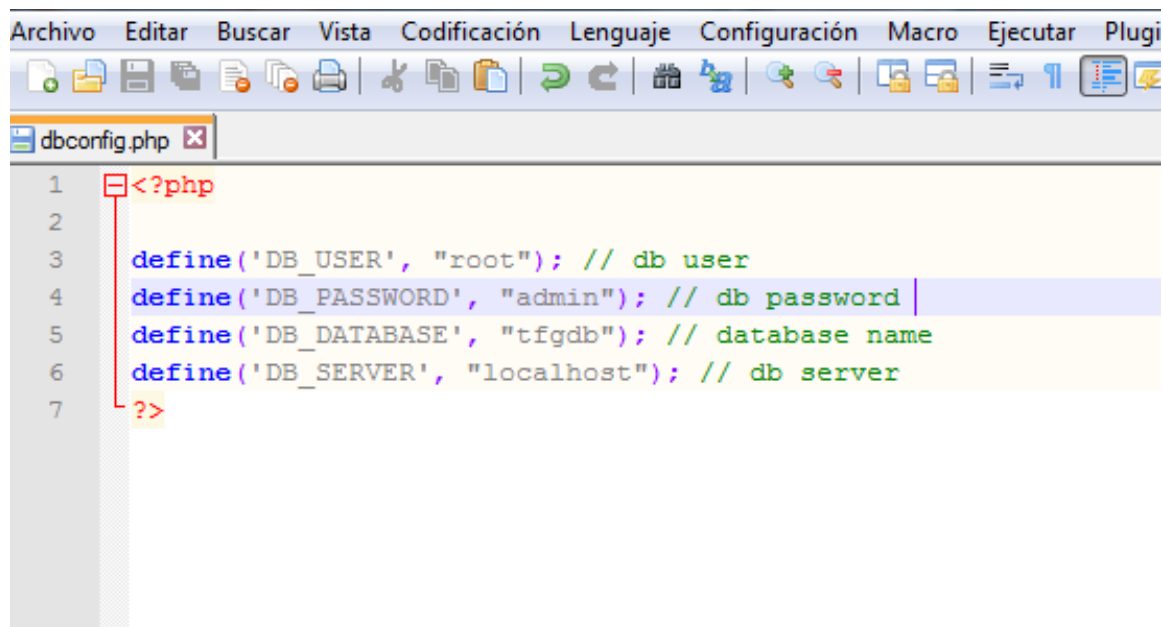 Archivo Editar Buscar Vista Codificación Lenguaje Configuración Macro Ejecutar Plugi
dbconfig.php
1 <?php
2
3 define('DB_USER', "root"); // db user
4 define('DB_PASSWORD', "admin"); // db password
5 define('DB_DATABASE', "tfgdb"); // database name
6 define('DB_SERVER', "localhost"); // db server
7 ?>